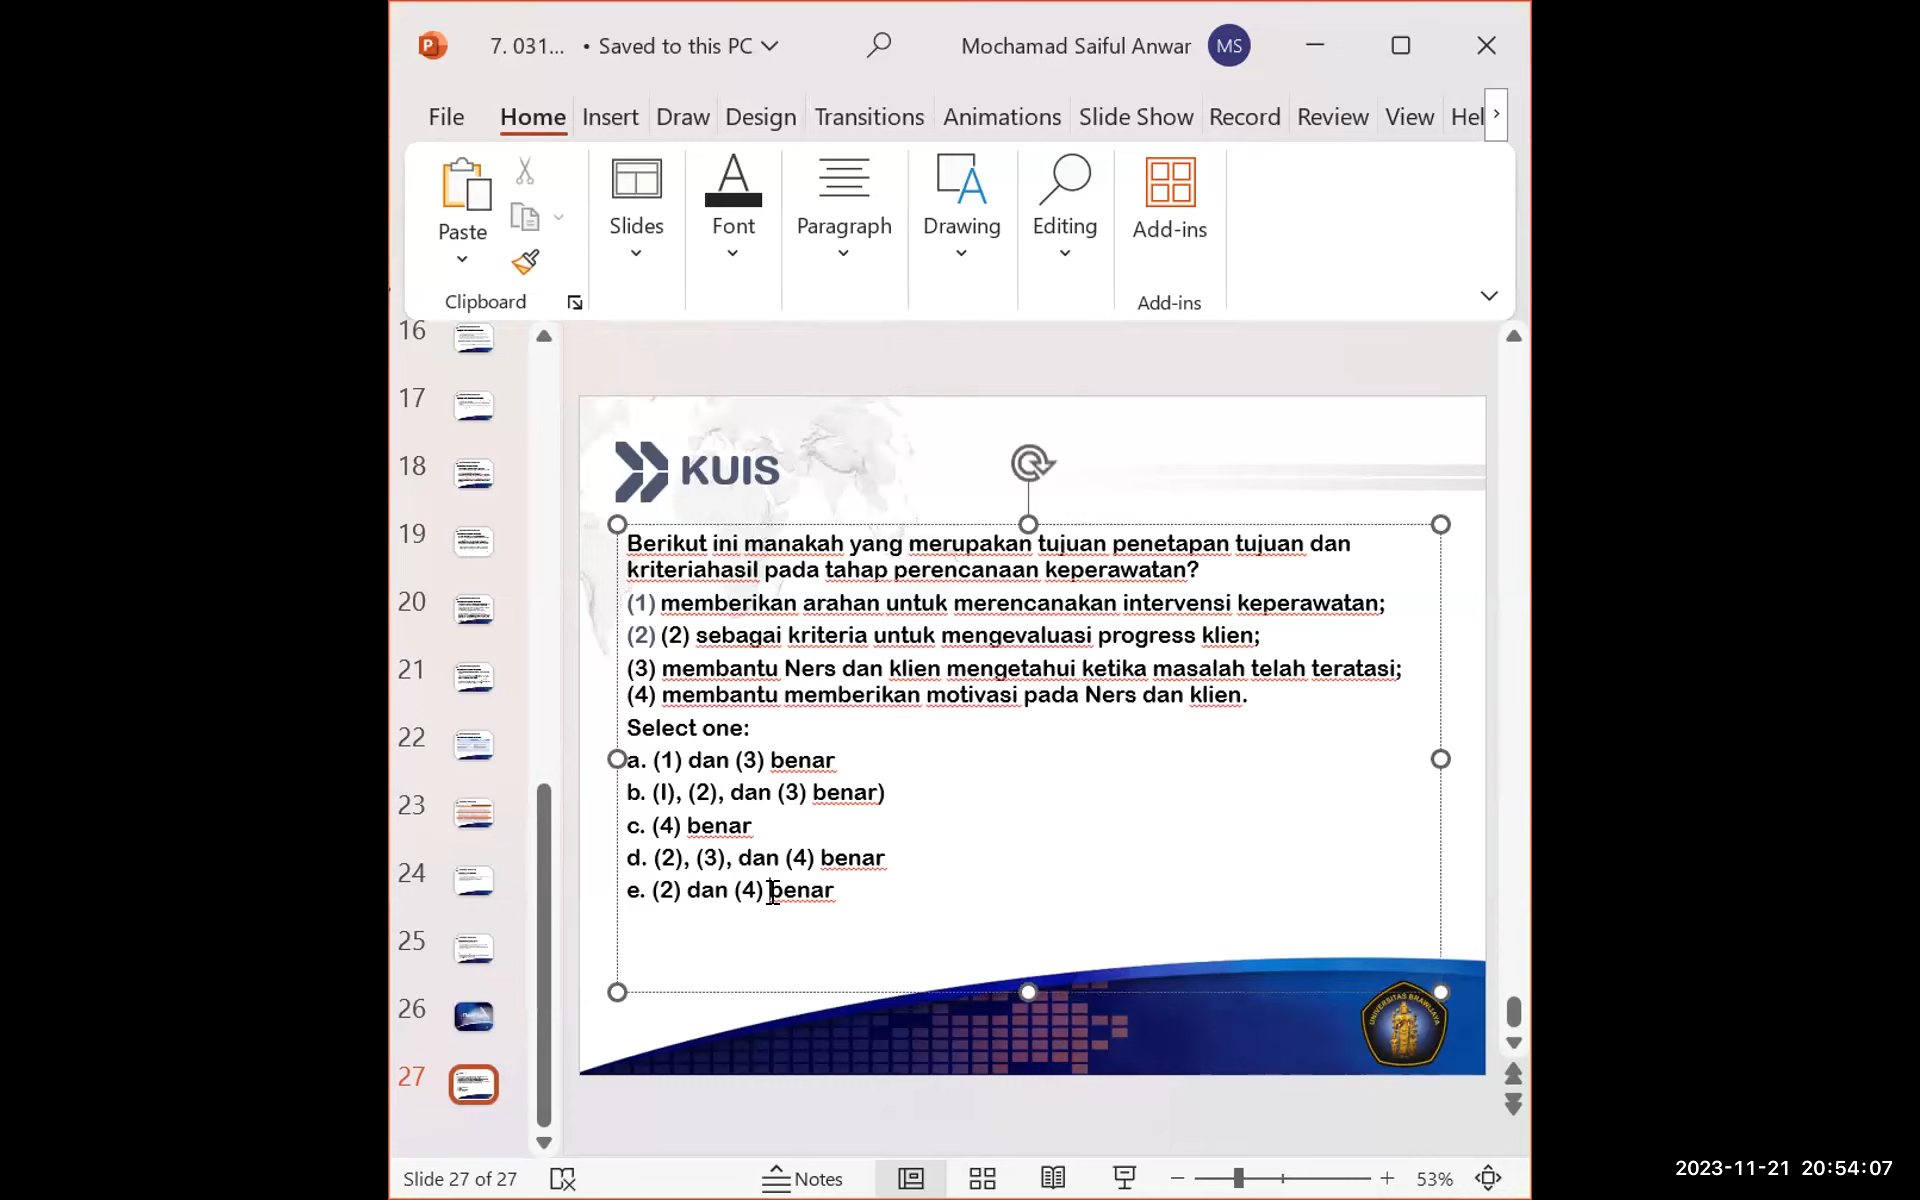 7. 031... • Saved to this PC
Mochamad Saiful Anwar MS
File Home Insert Draw Design Transitions Animations Slide Show Record Review View Hel
Paste
Slides
Font
Paragraph
Drawing
Editing
Add-ins
Clipboard
Add-ins
16
17
18
19
20
21
22
23
24
25
26
27
KUIS
Berikut ini manakah yang merupakan tujuan penetapan tujuan dan
kriteriahasil pada tahap perencanaan keperawatan?
(1) memberikan arahan untuk merencanakan intervensi keperawatan;
(2) (2) sebagai kriteria untuk mengevaluasi progress klien;
(3) membantu Ners dan klien mengetahui ketika masalah telah teratasi;
(4) membantu memberikan motivasi pada Ners dan klien.
Select one:
a. (1) dan (3) benar
b. (l), (2), dan (3) benar)
c. (4) benar
d. (2), (3), dan (4) benar
e. (2) dan (4) benar
UNIVERSITAS BRAWIJAYA
Slide 27 of 27
Notes
53%
2023-11-21 20:54:07